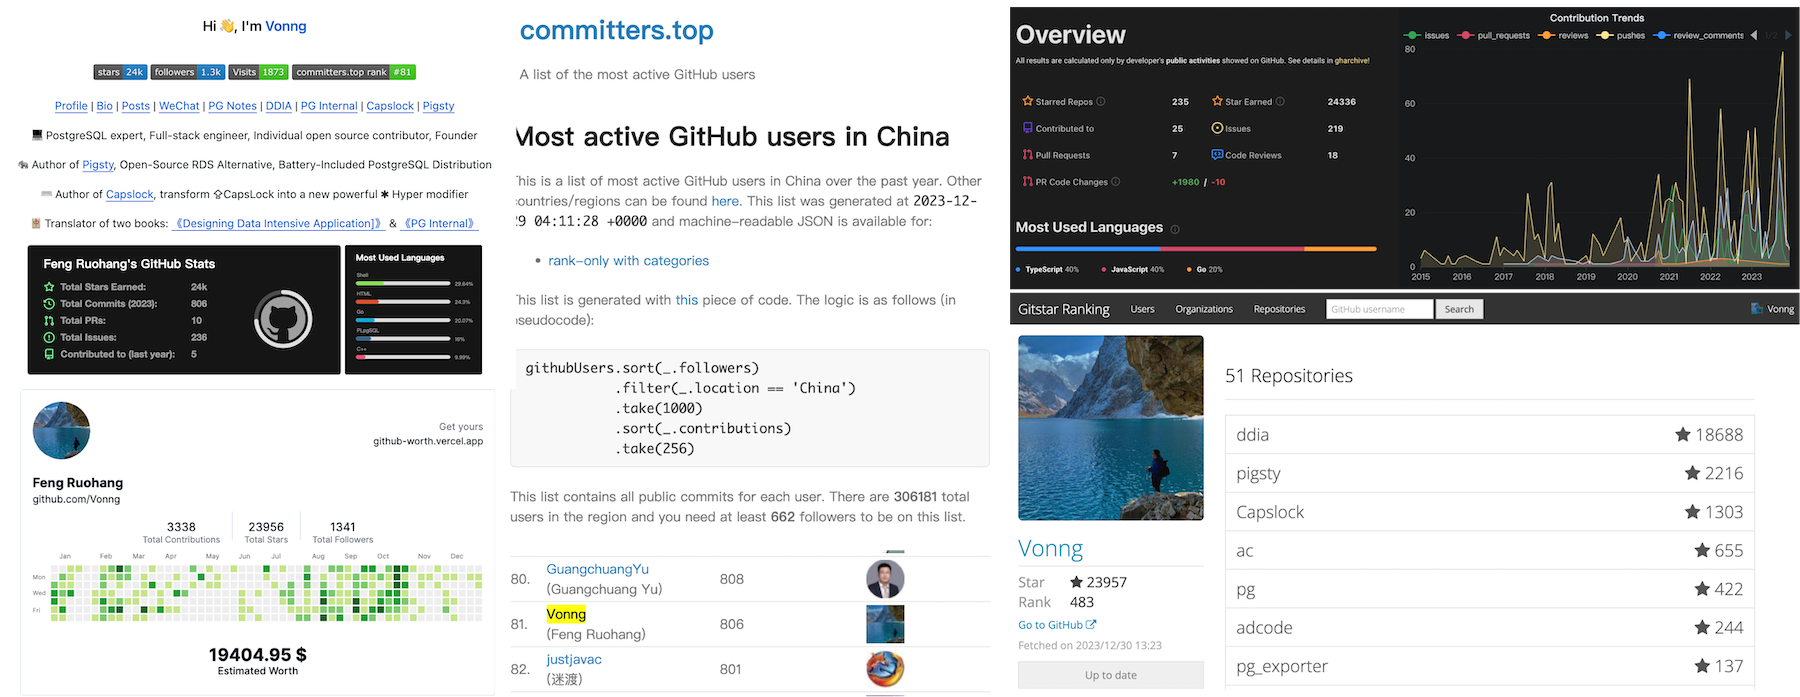 Hi 👋, I'm Vonng
stars 24k followers 1.3k Visits 1873 committers.top rank #81
Profile | Bio | Posts | WeChat | PG Notes | DDIA | PG Internal | Capslock | Pigsty
PostgreSQL expert, Full-stack engineer, Individual open source contributor, Founder
Author of Pigsty, Open-Source RDS Alternative, Battery-Included PostgreSQL Distribution
Author of Capslock, transform ⇪CapsLock into a new powerful ✱ Hyper modifier
Translator of two books: 《Designing Data Intensive Application]》 & 《PG Internal》
Feng Ruohang's GitHub Stats
Total Stars Earned: 24k
Total Commits (2023): 806
Total PRs: 10
Total Issues: 236
Contributed to (last year): 5
Most Used Languages
Shell
29.64%
HTML
24.3%
Go
20.07%
PLpgSQL
16%
C++
9.99%
Get yours
github-worth.vercel.app
Feng Ruohang
github.com/Vonng
3338 23956 1341
Total Contributions Total Stars Total Followers
Jan Feb Mar Apr May Jun Jul Aug Sep Oct Nov Dec
Mon
Wed
Fri
19404.95 $
Estimated Worth
committers.top
A list of the most active GitHub users
Most active GitHub users in China
This is a list of most active GitHub users in China over the past year. Other
countries/regions can be found here. This list was generated at 2023-12-
29 04:11:28 +0000 and machine-readable JSON is available for:
• rank-only with categories
This list is generated with this piece of code. The logic is as follows (in
pseudocode):
githubUsers.sort(_.followers)
.filter(_.location == 'China')
.take(1000)
.sort(_.contributions)
.take(256)
This list contains all public commits for each user. There are 306181 total
users in the region and you need at least 662 followers to be on this list.
80. GuangchuangYu 808
(Guangchuang Yu)
81. Vonng 806
(Feng Ruohang)
82. justjavac 801
(迷渡)
Overview
All results are calculated only by developer's public activities showed on GitHub. See details in gharchive!
Starred Repos 235 Star Earned 24336
Contributed to 25 Issues 219
Pull Requests 7 Code Reviews 18
PR Code Changes +1980 / -10
Most Used Languages
TypeScript 40% JavaScript 40% Go 20%
Contribution Trends
issues pull_requests reviews pushes review_comments 1/2
80
60
40
20
0
2015 2016 2017 2018 2019 2020 2021 2022 2023
Gitstar Ranking Users Organizations Repositories GitHub username Search Vonng
Vonng
Star ★ 23957
Rank 483
Go to GitHub
Fetched on 2023/12/30 13:23
Up to date
51 Repositories
ddia ★ 18688
pigsty ★ 2216
Capslock ★ 1303
ac ★ 655
pg ★ 422
adcode ★ 244
pg_exporter ★ 137